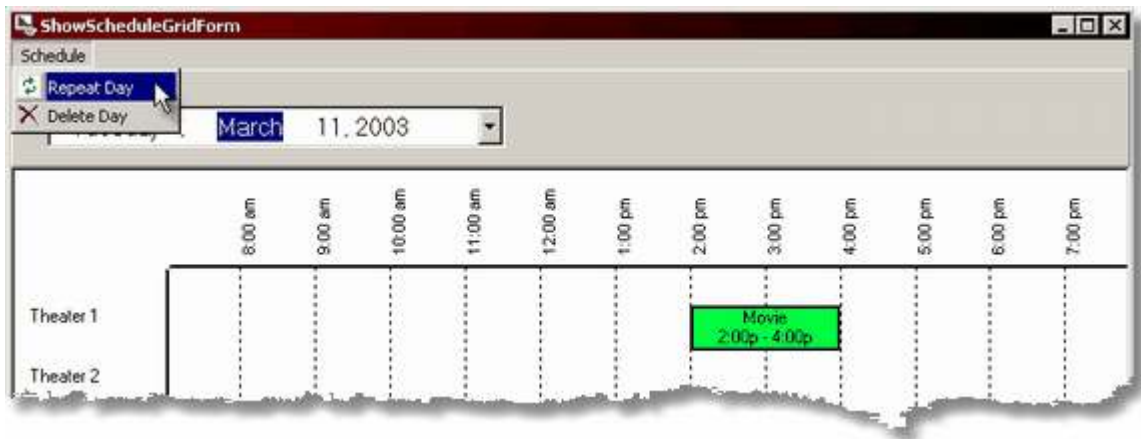 ShowScheduleGridForm
Schedule
Repeat Day
Delete Day
March 11, 2003
8:00 am
9:00 am
10:00 am
11:00 am
12:00 am
1:00 pm
2:00 pm
3:00 pm
4:00 pm
5:00 pm
6:00 pm
7:00 pm
Theater 1
Movie
2:00p - 4:00p
Theater 2